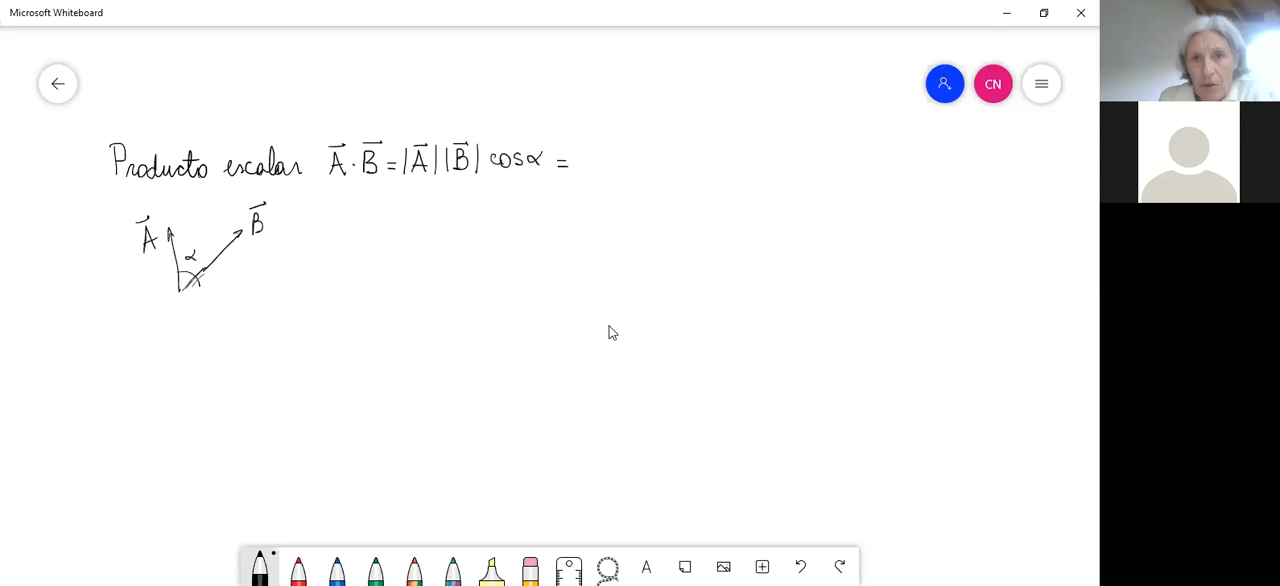 Microsoft Whiteboard
CN
Producto escalar A⃗ · B⃗ = |A⃗| |B⃗| cos α =
A⃗ α B⃗
A